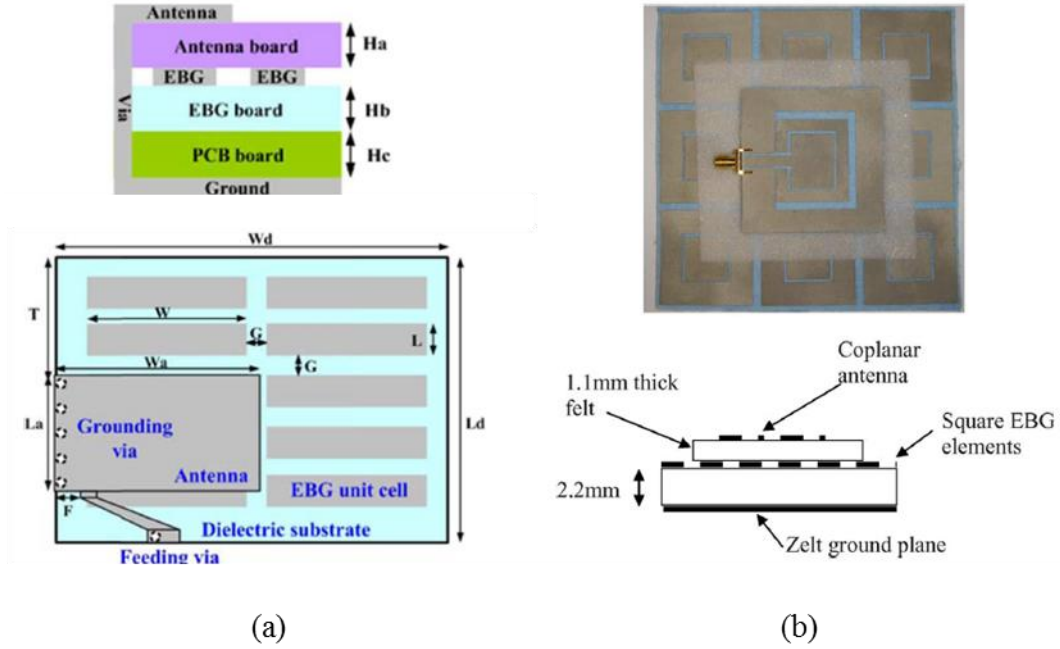 Antenna
Antenna board
Ha
EBG
EBG
Via
EBG board
Hb
PCB board
Hc
Ground
Wd
T
W
G
L
Wa
G
La
Grounding
via
Ld
Antenna
EBG unit cell
F
Dielectric substrate
Feeding via
(a)
Coplanar
antenna
1.1mm thick
felt
Square EBG
elements
2.2mm
Zelt ground plane
(b)